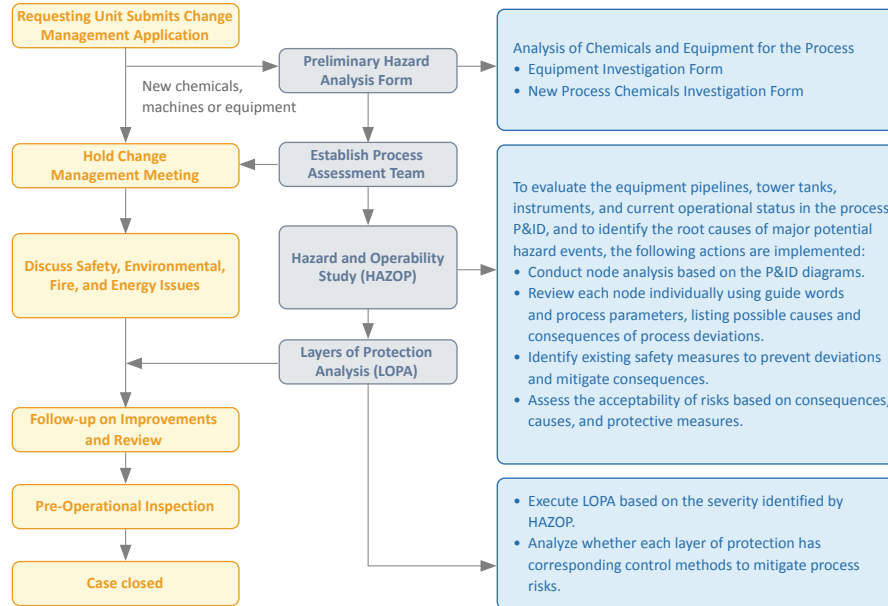 Requesting Unit Submits Change
Management Application
New chemicals,
machines or equipment
Preliminary Hazard
Analysis Form
Analysis of Chemicals and Equipment for the Process
• Equipment Investigation Form
• New Process Chemicals Investigation Form
Hold Change
Management Meeting
Establish Process
Assessment Team
Discuss Safety, Environmental,
Fire, and Energy Issues
Hazard and Operability
Study (HAZOP)
To evaluate the equipment pipelines, tower tanks,
instruments, and current operational status in the process
P&ID, and to identify the root causes of major potential
hazard events, the following actions are implemented:
• Conduct node analysis based on the P&ID diagrams.
• Review each node individually using guide words
and process parameters, listing possible causes and
consequences of process deviations.
• Identify existing safety measures to prevent deviations
and mitigate consequences.
• Assess the acceptability of risks based on consequences,
causes, and protective measures.
Layers of Protection
Analysis (LOPA)
Follow-up on Improvements
and Review
Pre-Operational Inspection
Case closed
• Execute LOPA based on the severity identified by
HAZOP.
• Analyze whether each layer of protection has
corresponding control methods to mitigate process
risks.